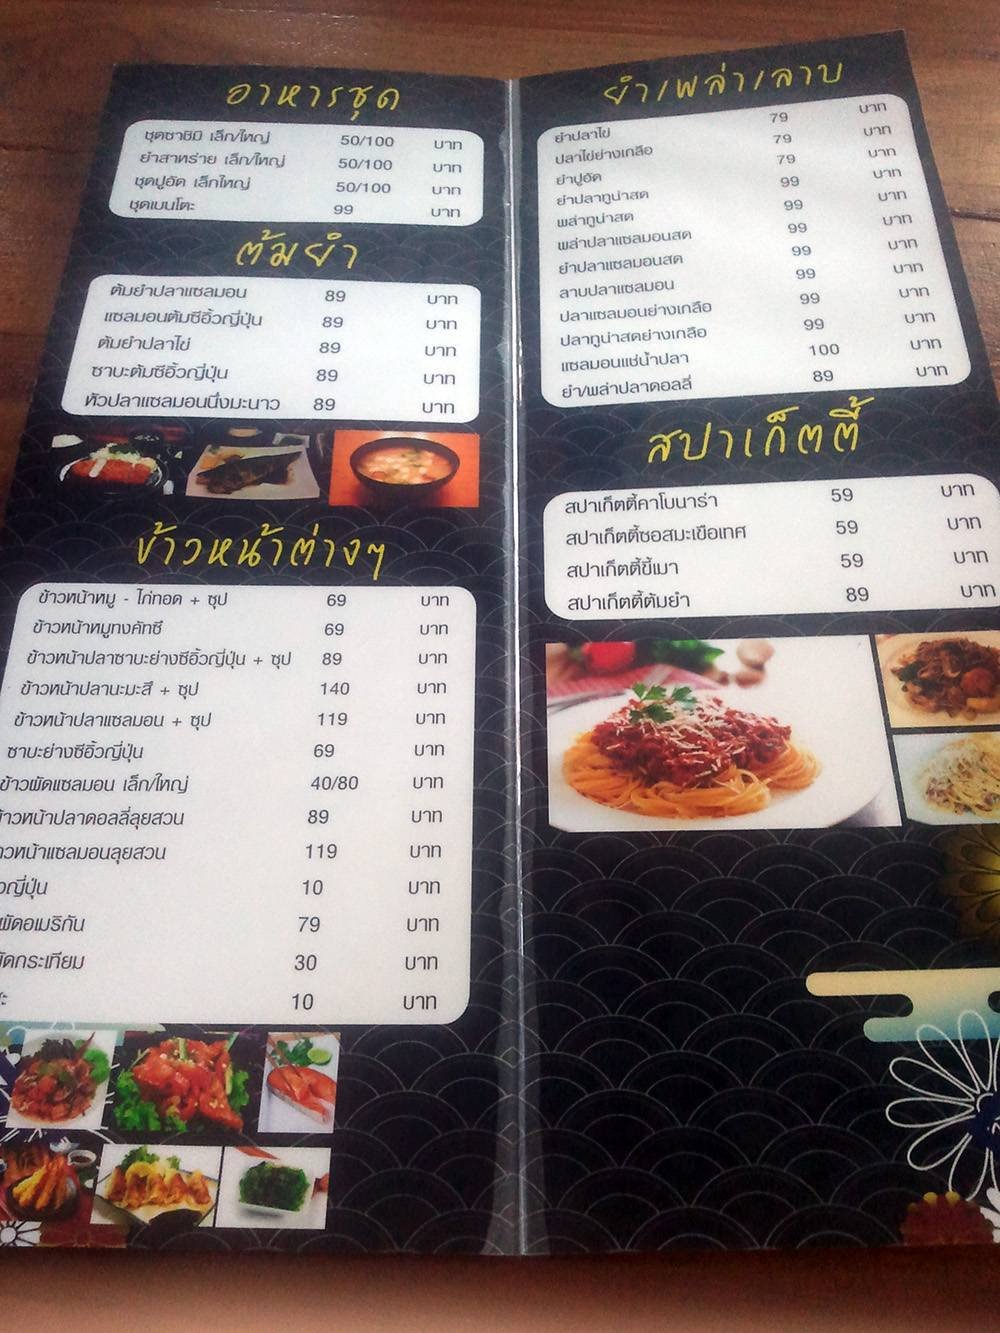 อาหารชุด
ชุดซาชิมิ เล็ก/ใหญ่ 50/100 บาท
ยำสาหร่าย เล็ก/ใหญ่ 50/100 บาท
ชุดปูอัด เล็กใหญ่ 50/100 บาท
ชุดเบนโตะ 99 บาท
ต้มยำ
ต้มยำปลาแซลมอน 89 บาท
แซลมอนต้มซีอิ้วญี่ปุ่น 89 บาท
ต้มยำปลาไข่ 89 บาท
ซาบะต้มซีอิ้วญี่ปุ่น 89 บาท
หัวปลาแซลมอนนึ่งมะนาว 89 บาท
ข้าวหน้าต่างๆ
ข้าวหน้าหมู - ไก่ทอด + ซุป 69 บาท
ข้าวหน้าหมูทงคัทซึ 69 บาท
ข้าวหน้าปลาซาบะย่างซีอิ้วญี่ปุ่น + ซุป 89 บาท
ข้าวหน้าปลานะมะสึ + ซุป 140 บาท
ข้าวหน้าปลาแซลมอน + ซุป 119 บาท
ซาบะย่างซีอิ้วญี่ปุ่น 69 บาท
ข้าวผัดแซลมอน เล็ก/ใหญ่ 40/80 บาท
ข้าวหน้าปลาดอลลี่ลุยสวน 89 บาท
าวหน้าแซลมอนลุยสวน 119 บาท
วญี่ปุ่น 10 บาท
ผัดอเมริกัน 79 บาท
ผัดกระเทียม 30 บาท
10 บาท
ยำเพล่าเลาบ
ยำปลาไข่ 79 บาท
ปลาไข่ย่างเกลือ 79 บาท
ยำปูอัด 79 บาท
ยำปลาทูน่าสด 99 บาท
พล่าทูน่าสด 99 บาท
พล่าปลาแซลมอนสด 99 บาท
ยำปลาแซลมอนสด 99 บาท
ลาบปลาแซลมอน 99 บาท
ปลาแซลมอนย่างเกลือ 99 บาท
ปลาทูน่าสดย่างเกลือ 99 บาท
แซลมอนแช่น้ำปลา 100 บาท
ยำ/พล่าปลาดอลลี่ 89 บาท
สปาเก็ตตี้
สปาเก็ตตี้คาโบนาร่า 59 บาท
สปาเก็ตตี้ซอสมะเขือเทศ 59 บาท
สปาเก็ตตี้ขี้เมา 59 บาท
สปาเก็ตตี้ต้มยำ 89 บาท